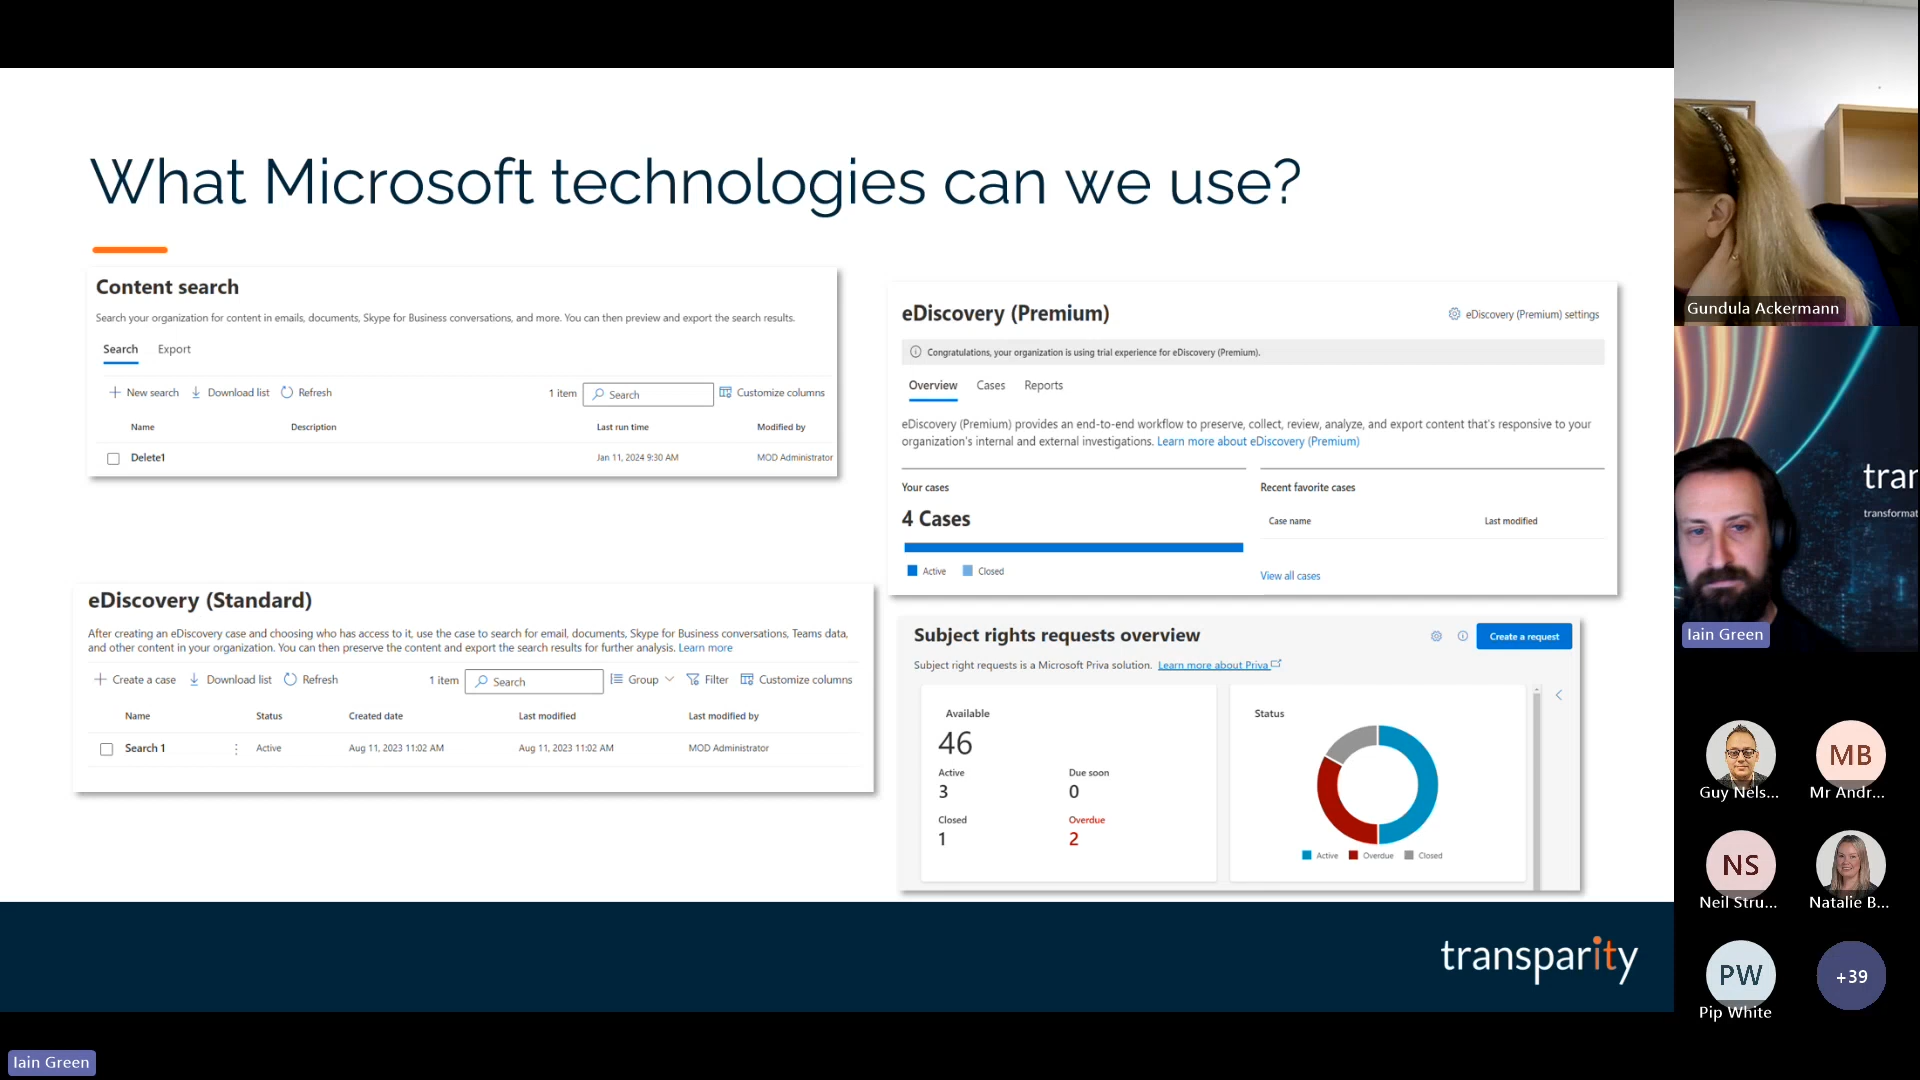 What Microsoft technologies can we use?
Content search
Search your organization for content in emails, documents, Skype for Business conversations, and more. You can then preview and export the search results.
Search Export
New search Download list Refresh 1 item Search Customize columns
Name Description Last run time Modified by
Delete1 Jan 11, 2024 9:30 AM MOD Administrator
eDiscovery (Standard)
After creating an eDiscovery case and choosing who has access to it, use the case to search for email, documents, Skype for Business conversations, Teams data,
and other content in your organization. You can then preserve the content and export the search results for further analysis. Learn more
Create a case Download list Refresh 1 item Search Group Filter Customize columns
Name Status Created date Last modified Last modified by
Search 1 Active Aug 11, 2023 11:02 AM Aug 11, 2023 11:02 AM MOD Administrator
eDiscovery (Premium)
eDiscovery (Premium) settings
Congratulations, your organization is using trial experience for eDiscovery (Premium).
Overview Cases Reports
eDiscovery (Premium) provides an end-to-end workflow to preserve, collect, review, analyze, and export content that's responsive to your
organization's internal and external investigations. Learn more about eDiscovery (Premium)
Your cases
4 Cases
Active Closed
Recent favorite cases
Case name Last modified
View all cases
Subject rights requests overview
Create a request
Subject right requests is a Microsoft Priva solution. Learn more about Priva
Available
46
Active Due soon
3 0
Closed Overdue
1 2
Status
Active Overdue Closed
transparity
Gundula Ackermann
tran
transformat
Iain Green
Guy Nels... Mr Andr...
MB
NS
Neil Stru... Natalie B...
PW +39
Pip White
Iain Green